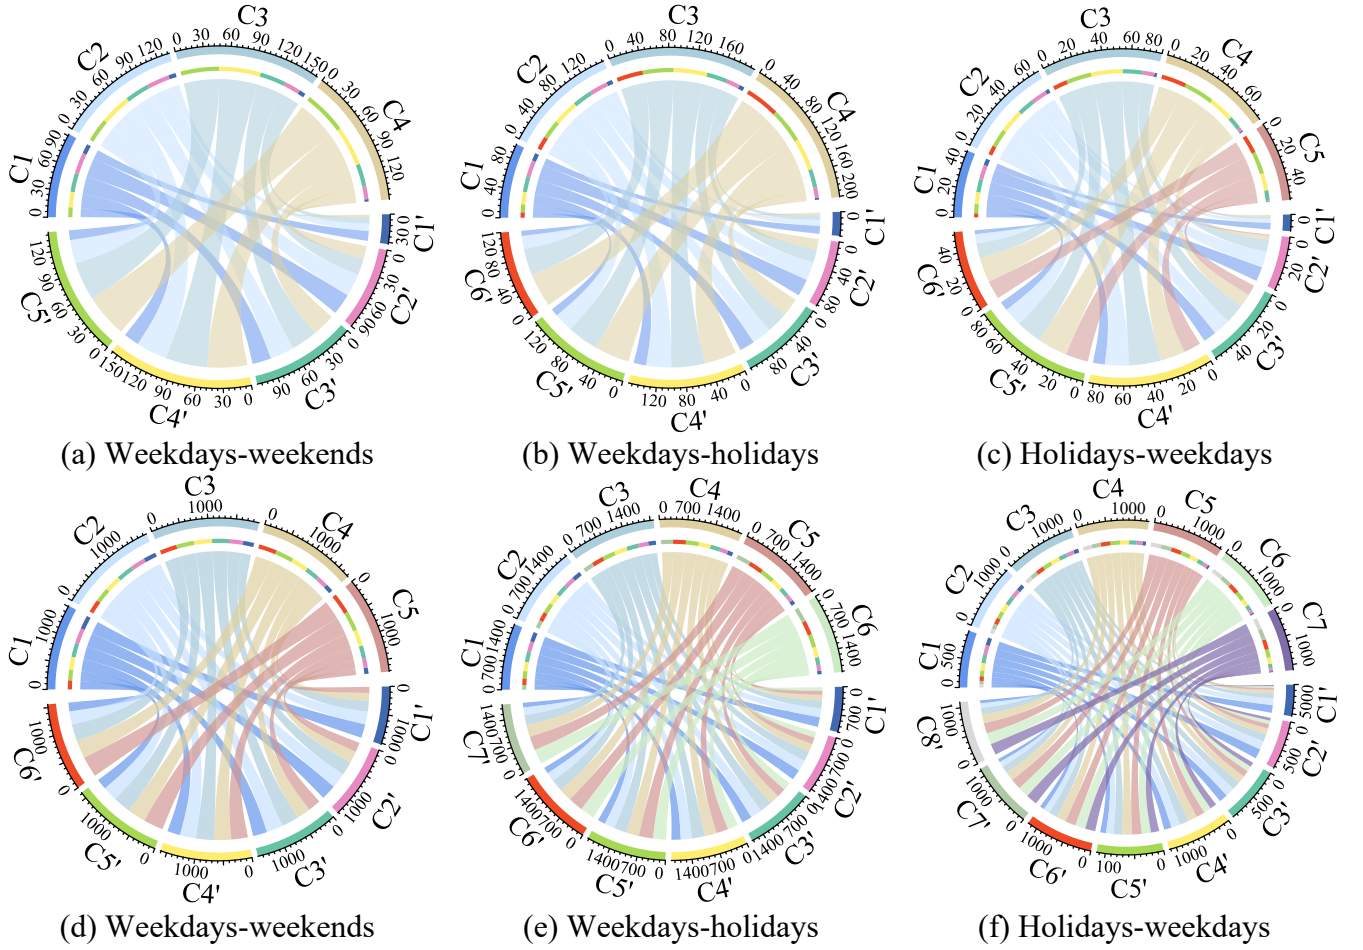 C3
C2
C4
C1
C1'
C2'
C3'
C4'
C5'
0 30 60 90
0 30 60 90 120
0 30 60 90 120 150
0 30 60 90 120
0 30
0 30 60 90
0 30 60 90
0 30 60 90 120 150
0 30 60 90 120
(a) Weekdays-weekends
C3
C2
C4
C1
C1'
C2'
C3'
C4'
C5'
C6'
0 40 80
0 40 80 120
0 40 80 120 160
0 40 80 120 160 200
0
0 40 80
0 40 80
0 40 80 120
0 40 80 120
0 40 80 120
(b) Weekdays-holidays
C3
C2
C4
C1
C5
C1'
C2'
C3'
C4'
C5'
C6'
0 20 40
0 20 40 60
0 20 40 60 80
0 20 40 60
0 20 40
0
0 20
0 20 40
0 20 40 60 80
0 20 40 60 80
0 20 40
(c) Holidays-weekdays
C3
C2
C4
C1
C5
C1'
C2'
C3'
C4'
C5'
C6'
0 1000
0 1000
0 1000
0 1000
0 1000
0 1000
0 1000
0 1000
0 1000
0 1000
0 1000
(d) Weekdays-weekends
C4
C3
C5
C2
C6
C1
C1'
C2'
C3'
C4'
C5'
C6'
C7'
0 700 1400
0 700 1400
0 700 1400
0 700 1400
0 700 1400
0 700 1400
0 700
0 700 1400
0 700 1400
0 700 1400
0 700 1400
0 700 1400
0 700 1400
(e) Weekdays-holidays
C4
C3
C5
C2
C6
C1
C7
C1'
C2'
C3'
C4'
C5'
C6'
C7'
C8'
0 500
0 1000
0 1000
0 1000
0 1000
0 1000
0 1000
0 500
0 500
0 500
0 1000
0 100
0 1000
0 1000
0 1000
(f) Holidays-weekdays